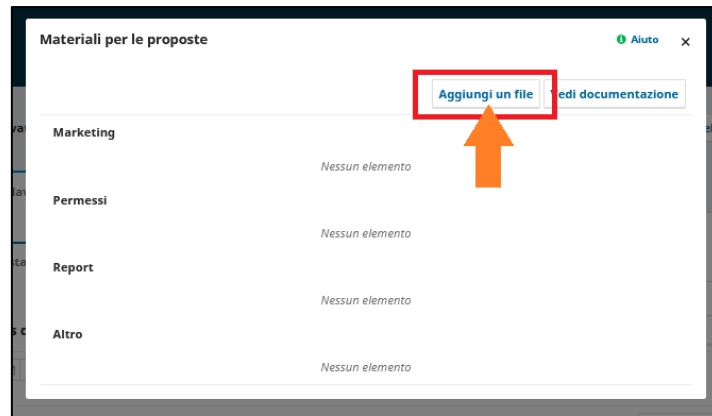 Materiali per le proposte
Aiuto
Aggiungi un file
edi documentazione
Marketing
Nessun elemento
Permessi
Nessun elemento
Report
Nessun elemento
Altro
Nessun elemento